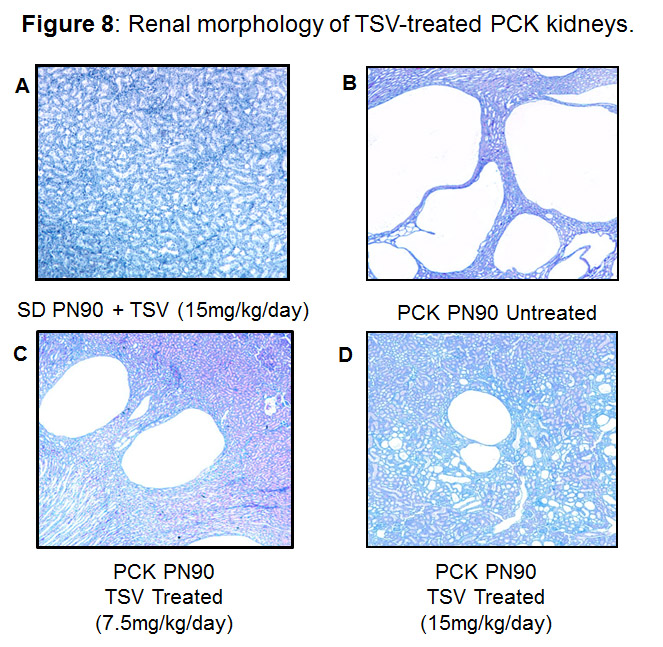 Figure 8: Renal morphology of TSV-treated PCK kidneys.
A
B
SD PN90 + TSV (15mg/kg/day)
PCK PN90 Untreated
C
D
PCK PN90
TSV Treated
(7.5mg/kg/day)
PCK PN90
TSV Treated
(15mg/kg/day)